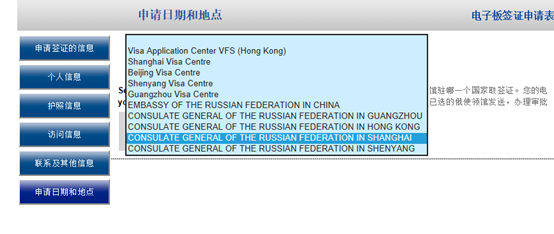 申请日期和地点
电子板签证申请表
申请签证的信息
个人信息
护照信息
访问信息
联系及其他信息
申请日期和地点
Visa Application Center VFS (Hong Kong)
Shanghai Visa Centre
Beijing Visa Centre
Shenyang Visa Centre
Guangzhou Visa Centre
EMBASSY OF THE RUSSIAN FEDERATION IN CHINA
CONSULATE GENERAL OF THE RUSSIAN FEDERATION IN GUANGZHOU
CONSULATE GENERAL OF THE RUSSIAN FEDERATION IN HONG KONG
CONSULATE GENERAL OF THE RUSSIAN FEDERATION IN SHANGHAI
CONSULATE GENERAL OF THE RUSSIAN FEDERATION IN SHENYANG
馆驻哪一个国家取签证。您的电
已选的俄使领馆发送，办理审批